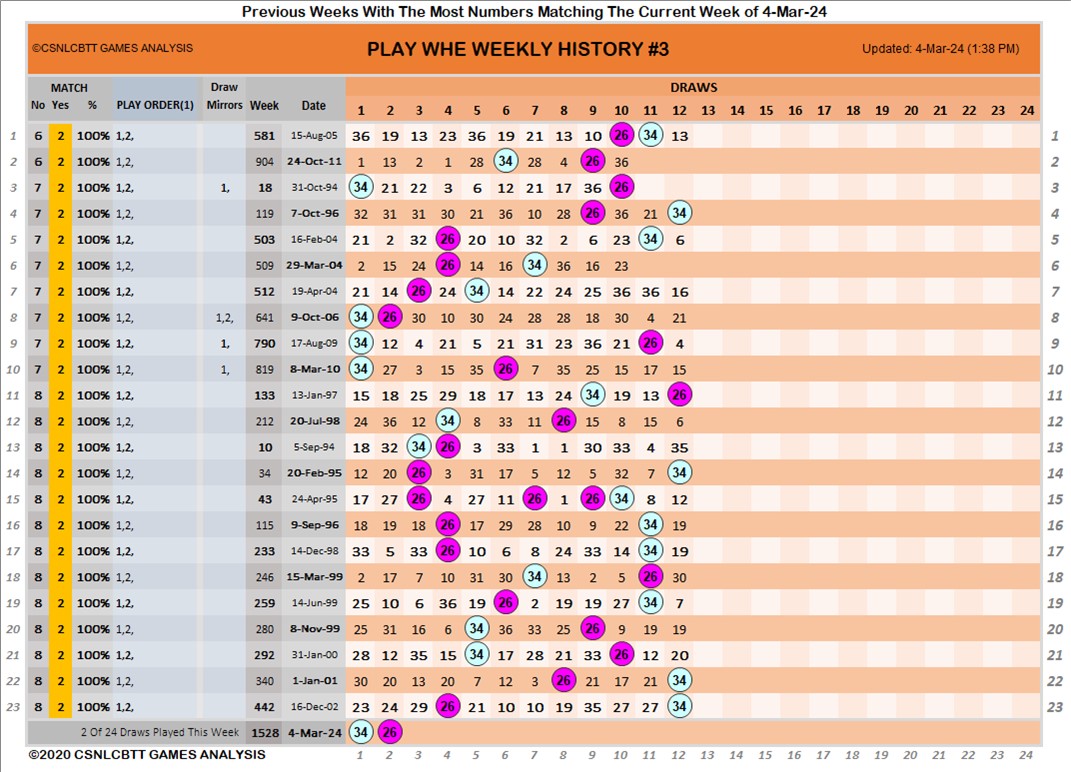 Previous Weeks With The Most Numbers Matching The Current Week of 4-Mar-24
©CSNLCBTT GAMES ANALYSIS PLAY WHE WEEKLY HISTORY #3 Updated: 4-Mar-24 (1:38 PM)
MATCH Draw DRAWS
No Yes % PLAY ORDER(1) Mirrors Week Date 1 2 3 4 5 6 7 8 9 10 11 12 13 14 15 16 17 18 19 20 21 22 23 24
1 6 2 100% 1,2, 581 15-Aug-05 36 19 13 23 36 19 21 13 10 26 34 13 1
2 6 2 100% 1,2, 904 24-Oct-11 1 13 2 1 28 34 28 4 26 36 2
3 7 2 100% 1,2, 1, 18 31-Oct-94 34 21 22 3 6 12 21 17 36 26 3
4 7 2 100% 1,2, 119 7-Oct-96 32 31 31 30 21 36 10 28 26 36 21 34 4
5 7 2 100% 1,2, 503 16-Feb-04 21 2 32 26 20 10 32 2 6 23 34 6 5
6 7 2 100% 1,2, 509 29-Mar-04 2 15 24 26 14 16 34 36 16 23 6
7 7 2 100% 1,2, 512 19-Apr-04 21 14 26 24 34 14 22 24 25 36 36 16 7
8 7 2 100% 1,2, 1,2, 641 9-Oct-06 34 26 30 10 30 24 28 28 18 30 4 21 8
9 7 2 100% 1,2, 1, 790 17-Aug-09 34 12 4 21 5 21 31 23 36 21 26 4 9
10 7 2 100% 1,2, 1, 819 8-Mar-10 34 27 3 15 35 26 7 35 25 15 17 15 10
11 8 2 100% 1,2, 133 13-Jan-97 15 18 25 29 18 17 13 24 34 19 13 26 11
12 8 2 100% 1,2, 212 20-Jul-98 24 36 12 34 8 33 11 26 15 8 15 6 12
13 8 2 100% 1,2, 10 5-Sep-94 18 32 34 26 3 33 1 1 30 33 4 35 13
14 8 2 100% 1,2, 34 20-Feb-95 12 20 26 3 31 17 5 12 5 32 7 34 14
15 8 2 100% 1,2, 43 24-Apr-95 17 27 26 4 27 11 26 1 26 34 8 12 15
16 8 2 100% 1,2, 115 9-Sep-96 18 19 18 26 17 29 28 10 9 22 34 19 16
17 8 2 100% 1,2, 233 14-Dec-98 33 5 33 26 10 6 8 24 33 14 34 19 17
18 8 2 100% 1,2, 246 15-Mar-99 2 17 7 10 31 30 34 13 2 5 26 30 18
19 8 2 100% 1,2, 259 14-Jun-99 25 10 6 36 19 26 2 19 19 27 34 7 19
20 8 2 100% 1,2, 280 8-Nov-99 25 31 16 6 34 36 33 25 26 9 19 19 20
21 8 2 100% 1,2, 292 31-Jan-00 28 12 35 15 34 17 28 21 33 26 12 20 21
22 8 2 100% 1,2, 340 1-Jan-01 30 20 13 20 7 12 3 26 21 17 21 34 22
23 8 2 100% 1,2, 442 16-Dec-02 23 24 29 26 21 10 10 19 35 27 27 34 23
2 Of 24 Draws Played This Week 1528 4-Mar-24 34 26
©2020 CSNLCBTT GAMES ANALYSIS 1 2 3 4 5 6 7 8 9 10 11 12 13 14 15 16 17 18 19 20 21 22 23 24